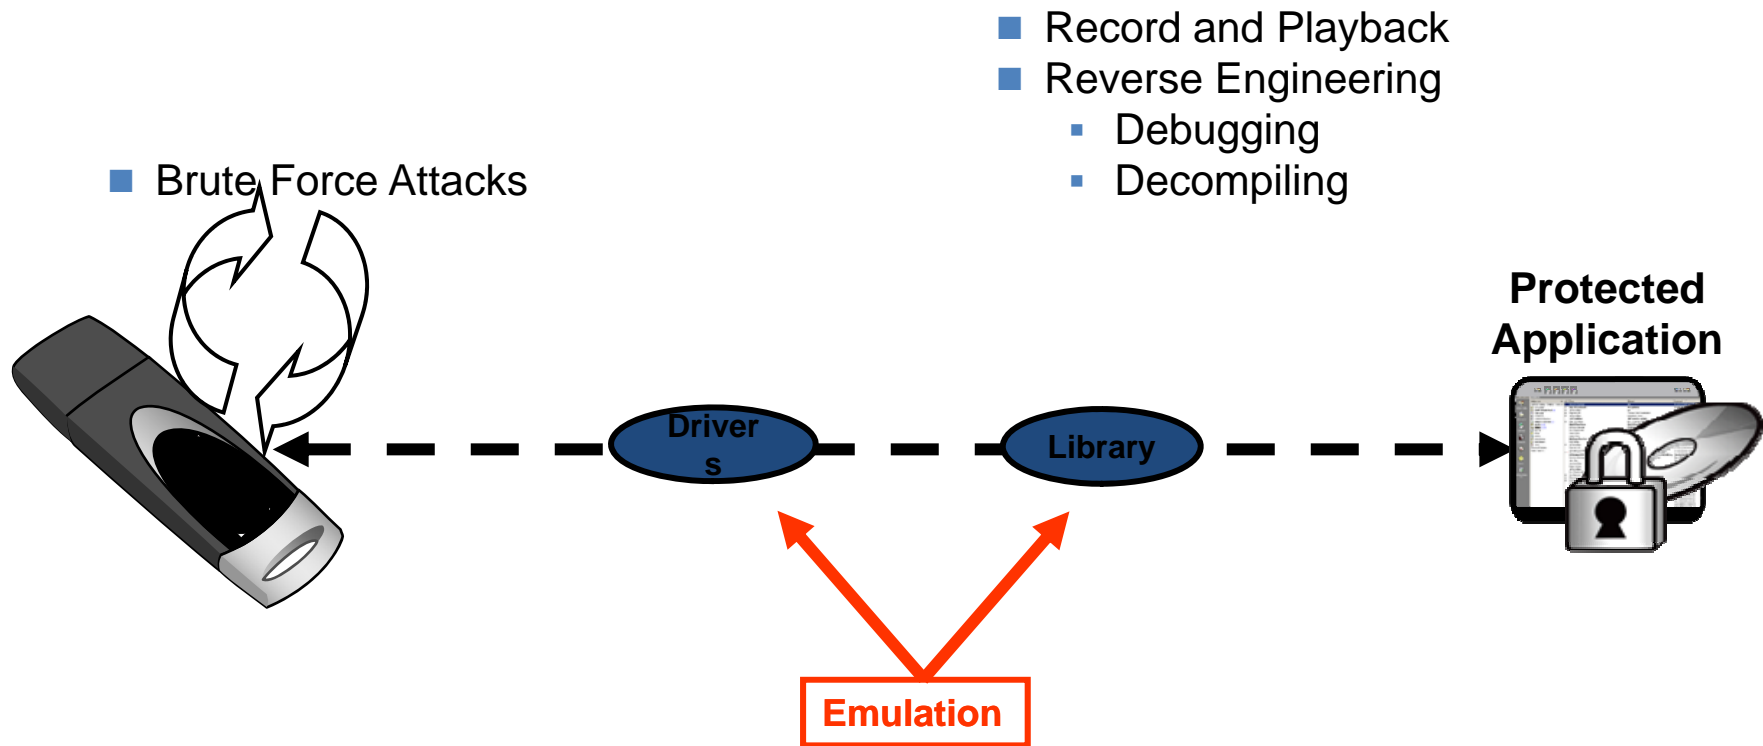 Record and Playback
Reverse Engineering
Debugging
Decompiling
Brute Force Attacks
Protected
Application
Driver
s
Library
Emulation